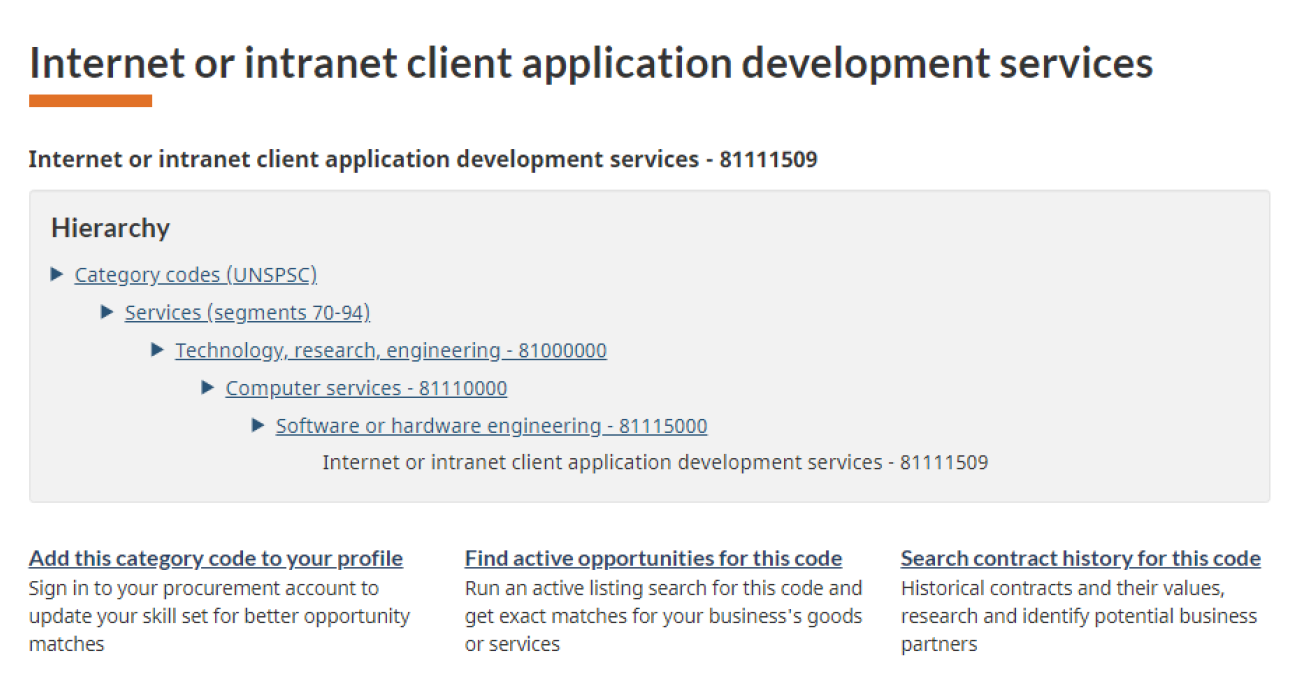 Internet or intranet client application development services
Internet or intranet client application development services - 81111509
Hierarchy
Category codes (UNSPSC)
Services (segments 70-94)
Technology, research, engineering - 81000000
Computer services - 81110000
Software or hardware engineering - 81115000
Internet or intranet client application development services - 81111509
Add this category code to your profile
Sign in to your procurement account to
update your skill set for better opportunity
matches
Find active opportunities for this code
Run an active listing search for this code and
get exact matches for your business's goods
or services
Search contract history for this code
Historical contracts and their values,
research and identify potential business
partners